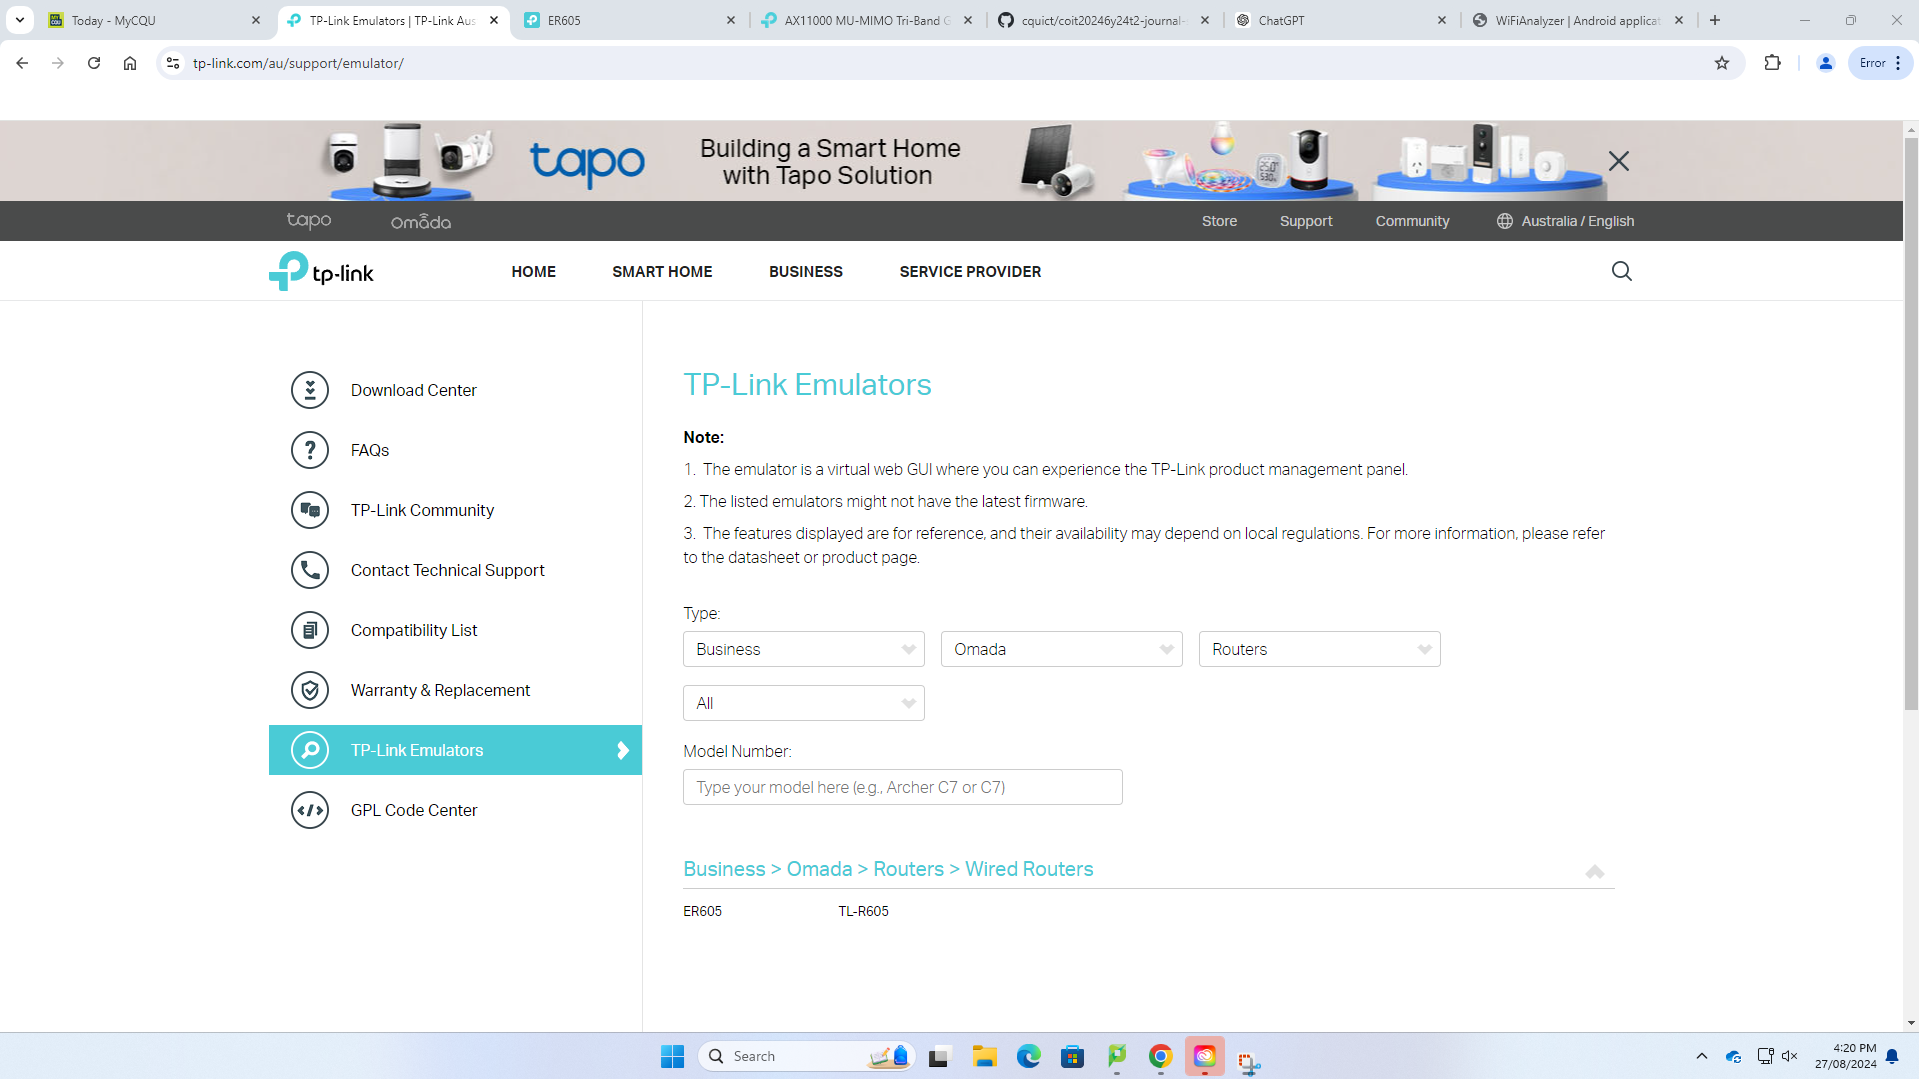 Today - MyCQU
TP-Link Emulators | TP-Link Aus
ER605
AX11000 MU-MIMO Tri-Band G
cquict/coit20246y24t2-journal-
ChatGPT
WiFiAnalyzer | Android applicat
tp-link.com/au/support/emulator/
Error
tapo
Building a Smart Home
with Tapo Solution
tapo
omada
Store
Support
Community
Australia / English
tp-link
HOME
SMART HOME
BUSINESS
SERVICE PROVIDER
Download Center
FAQs
TP-Link Community
Contact Technical Support
Compatibility List
Warranty & Replacement
TP-Link Emulators
GPL Code Center
TP-Link Emulators
Note:
1. The emulator is a virtual web GUI where you can experience the TP-Link product management panel.
2. The listed emulators might not have the latest firmware.
3. The features displayed are for reference, and their availability may depend on local regulations. For more information, please refer
to the datasheet or product page.
Type:
Business
Omada
Routers
All
Model Number:
Type your model here (e.g., Archer C7 or C7)
Business > Omada > Routers > Wired Routers
ER605
TL-R605
Search
4:20 PM
27/08/2024